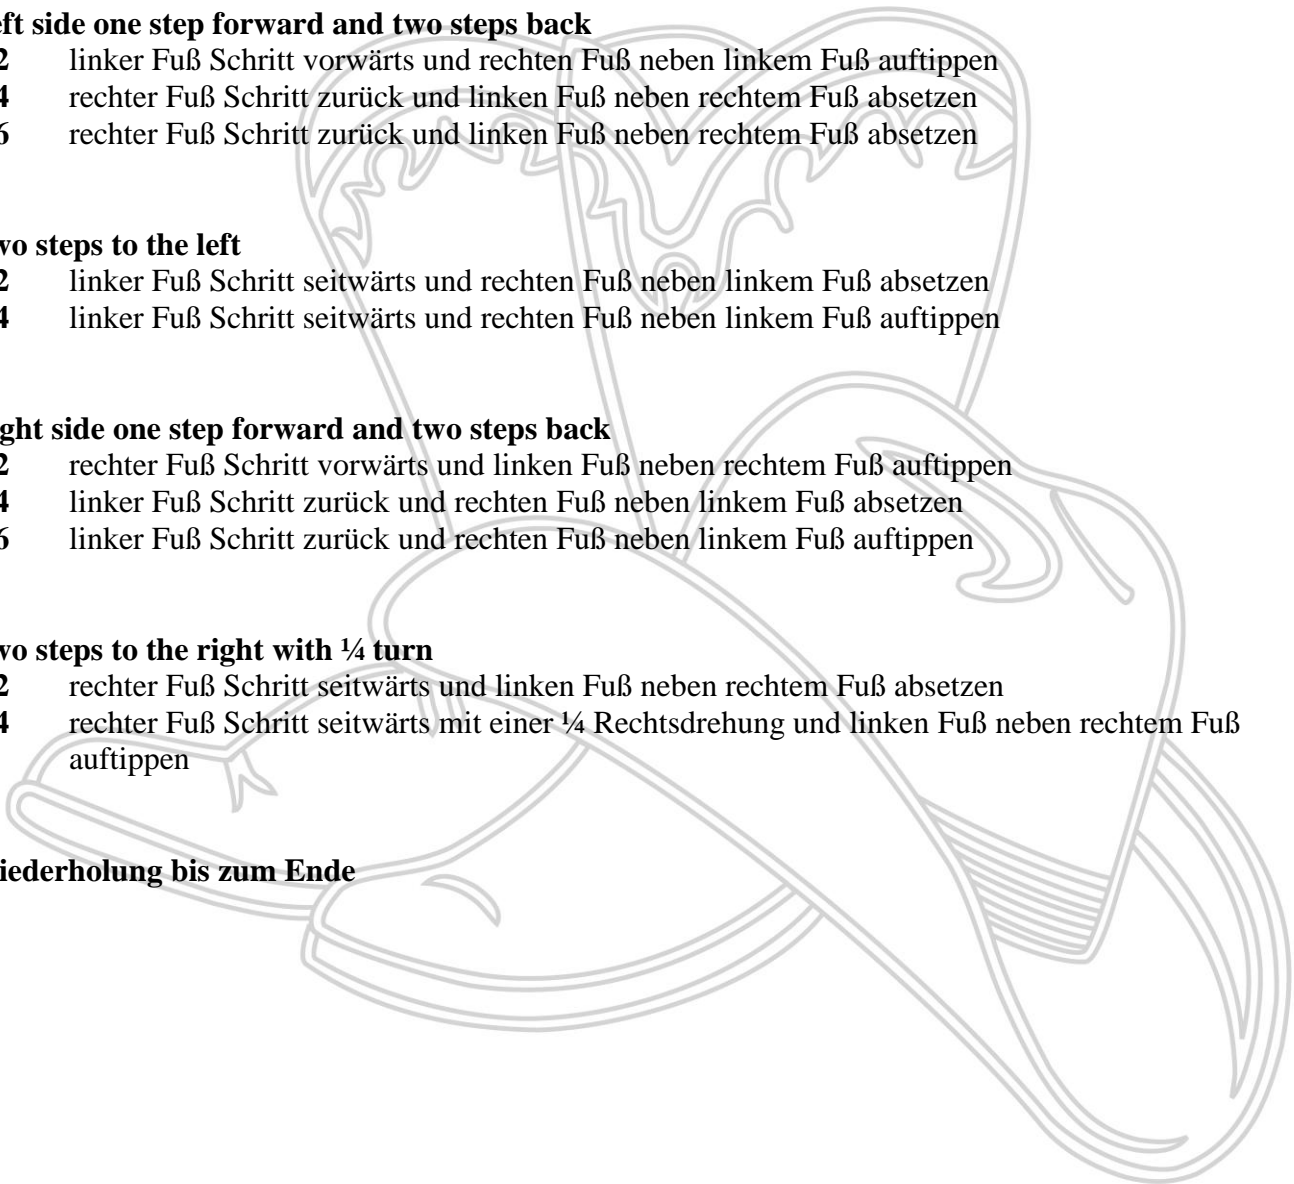 eft side one step forward and two steps back
2 linker Fuß Schritt vorwärts und rechten Fuß neben linkem Fuß auftippen
4 rechter Fuß Schritt zurück und linken Fuß neben rechtem Fuß absetzen
6 rechter Fuß Schritt zurück und linken Fuß neben rechtem Fuß absetzen
wo steps to the left
2 linker Fuß Schritt seitwärts und rechten Fuß neben linkem Fuß absetzen
4 linker Fuß Schritt seitwärts und rechten Fuß neben linkem Fuß auftippen
ght side one step forward and two steps back
2 rechter Fuß Schritt vorwärts und linken Fuß neben rechtem Fuß auftippen
4 linker Fuß Schritt zurück und rechten Fuß neben linkem Fuß absetzen
6 linker Fuß Schritt zurück und rechten Fuß neben linkem Fuß auftippen
wo steps to the right with ¼ turn
2 rechter Fuß Schritt seitwärts und linken Fuß neben rechtem Fuß absetzen
4 rechter Fuß Schritt seitwärts mit einer ¼ Rechtsdrehung und linken Fuß neben rechtem Fuß
auftippen
iederholung bis zum Ende